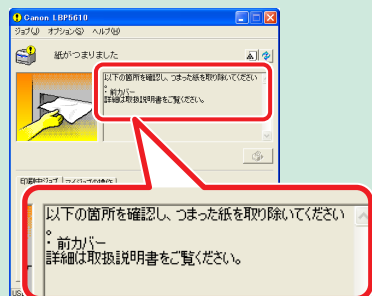 Canon LBP5610
ジョブ(J) オプション(S) ヘルプ(H)
紙がつまりました
以下の箇所を確認し、つまった紙を取り除いてください
。
・前カバー
詳細は取扱説明書をご覧ください。
以下の箇所を確認し、つまった紙を取り除いてください
。
・前カバー
詳細は取扱説明書をご覧ください。